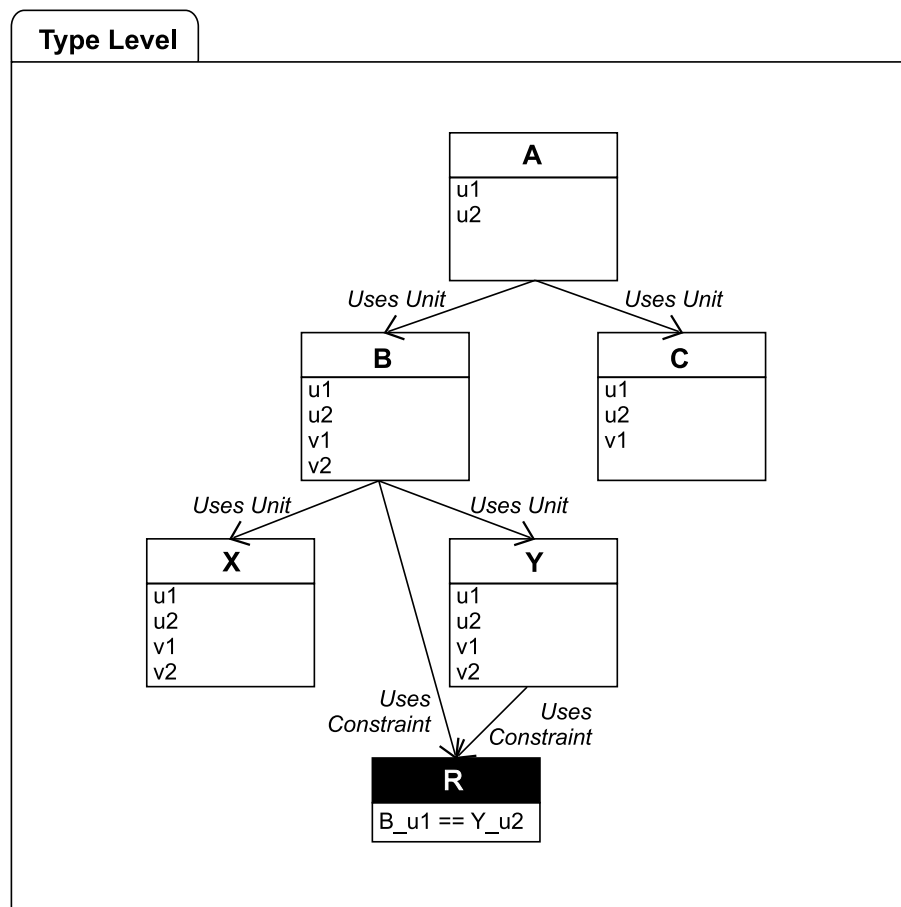 Type Level
A
u1
u2
Uses Unit
Uses Unit
B
u1
u2
v1
v2
C
u1
u2
v1
Uses Unit
Uses Unit
X
u1
u2
v1
v2
Y
u1
u2
v1
v2
Uses
Constraint
Uses
Constraint
R
B_u1 == Y_u2